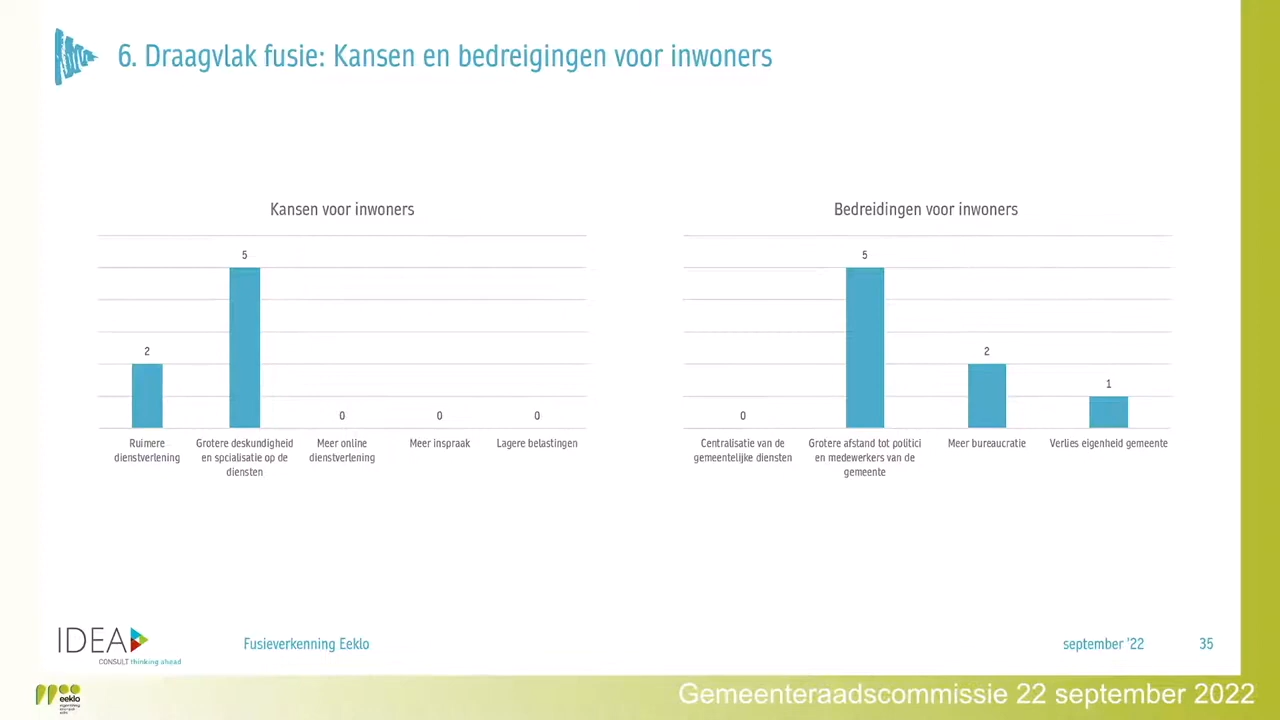 6. Draagvlak fusie: Kansen en bedreigingen voor inwoners
Kansen voor inwoners
5
2
0
0
0
Ruimere
dienstverlening
Grotere deskundigheid
en spcialisatie op de
diensten
Meer online
dienstverlening
Meer inspraak
Lagere belastingen
Bedreidingen voor inwoners
0
5
2
1
Centralisatie van de
gemeentelijke diensten
Grotere afstand tot politici
en medewerkers van de
gemeente
Meer bureaucratie
Verlies eigenheid gemeente
IDEA
CONSULT thinking ahead
Fusieverkenning Eeklo
september '22
35
eeklo
Gemeenteraadscommissie 22 september 2022